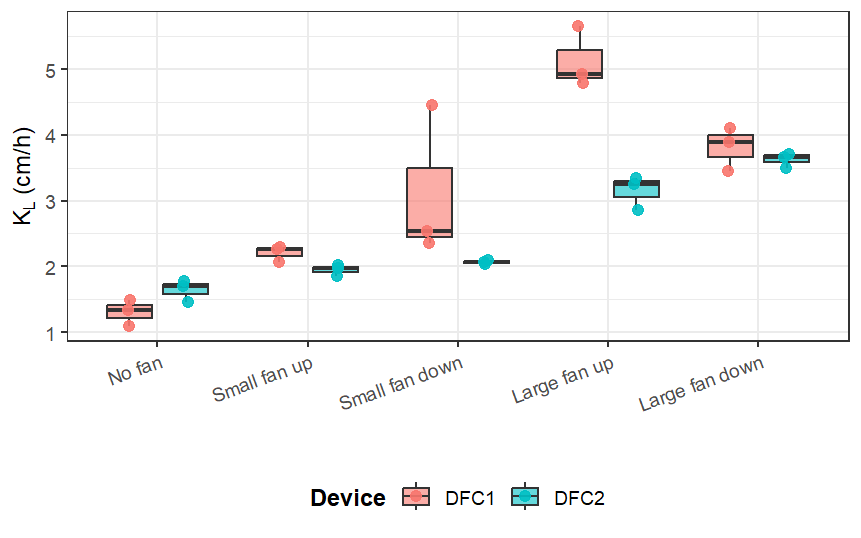 K_L (cm/h)
5
4
3
2
1
No fan
Small fan up
Small fan down
Large fan up
Large fan down
Device DFC1 DFC2